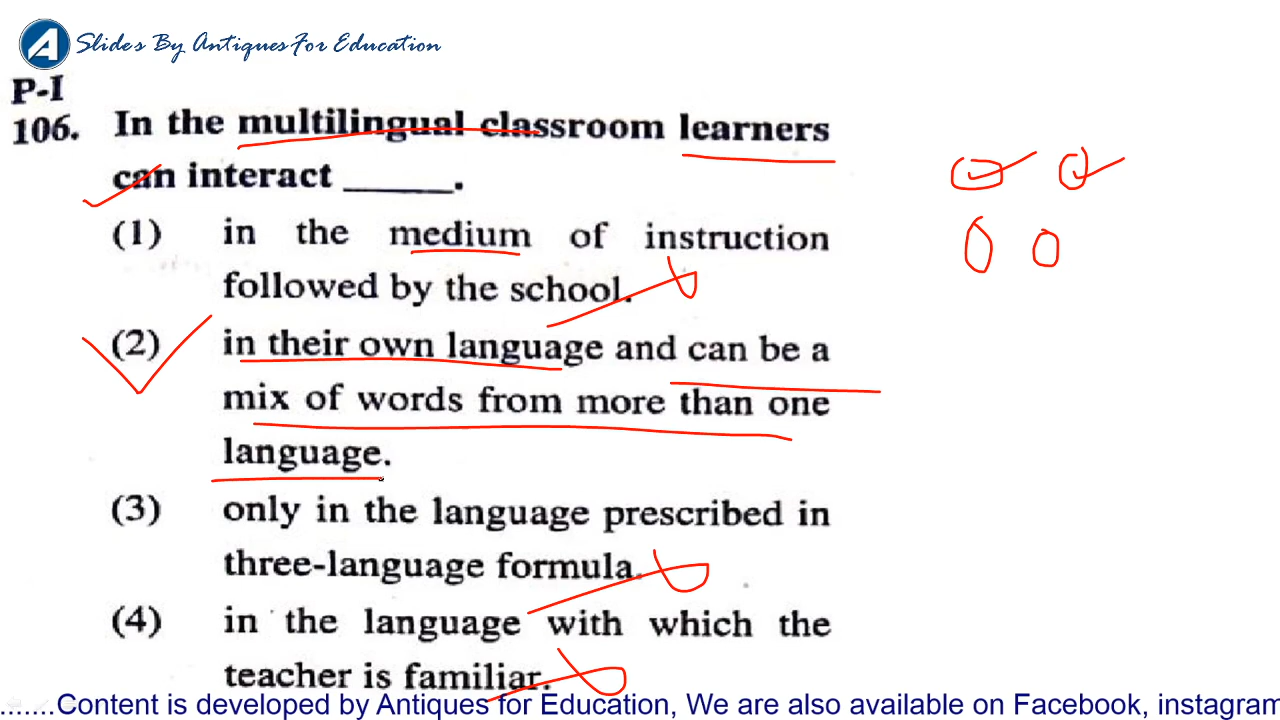 Slides By AntiquesFor Education
P-I
106. In the multilingual classroom learners
can interact ______.
(1) in the medium of instruction
followed by the school.
(2) in their own language and can be a
mix of words from more than one
language.
(3) only in the language prescribed in
three-language formula.
(4) in the language with which the
teacher is familiar.
.......Content is developed by Antiques for Education, We are also available on Facebook, instagram